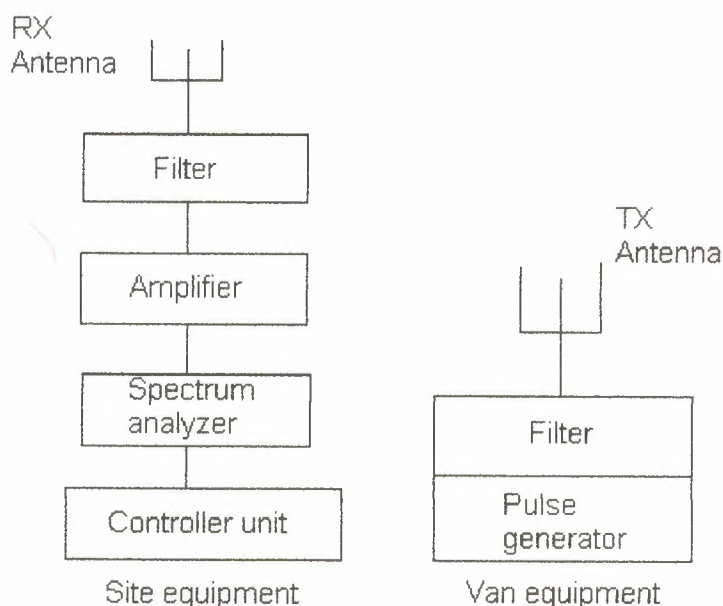 RX
Antenna
Filter
Amplifier
Spectrum
analyzer
Controller unit
Site equipment
TX
Antenna
Filter
Pulse
generator
Van equipment